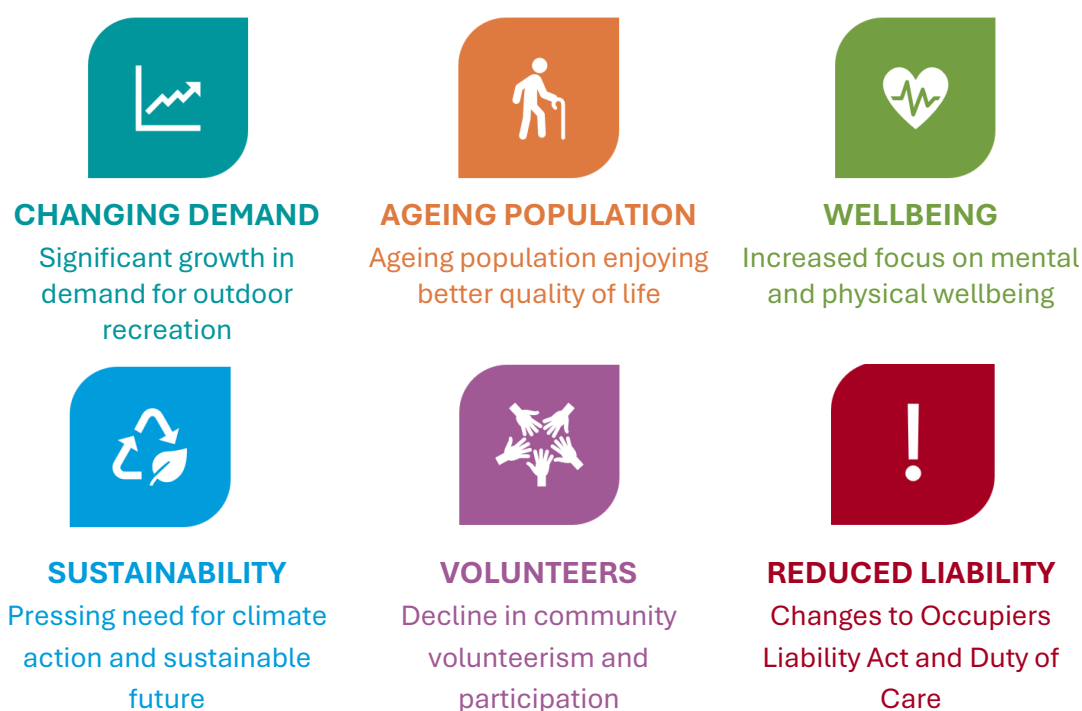 CHANGING DEMAND
Significant growth in
demand for outdoor
recreation
AGEING POPULATION
Ageing population enjoying
better quality of life
WELLBEING
Increased focus on mental
and physical wellbeing
SUSTAINABILITY
Pressing need for climate
action and sustainable
future
VOLUNTEERS
Decline in community
volunteerism and
participation
REDUCED LIABILITY
Changes to Occupiers
Liability Act and Duty of
Care